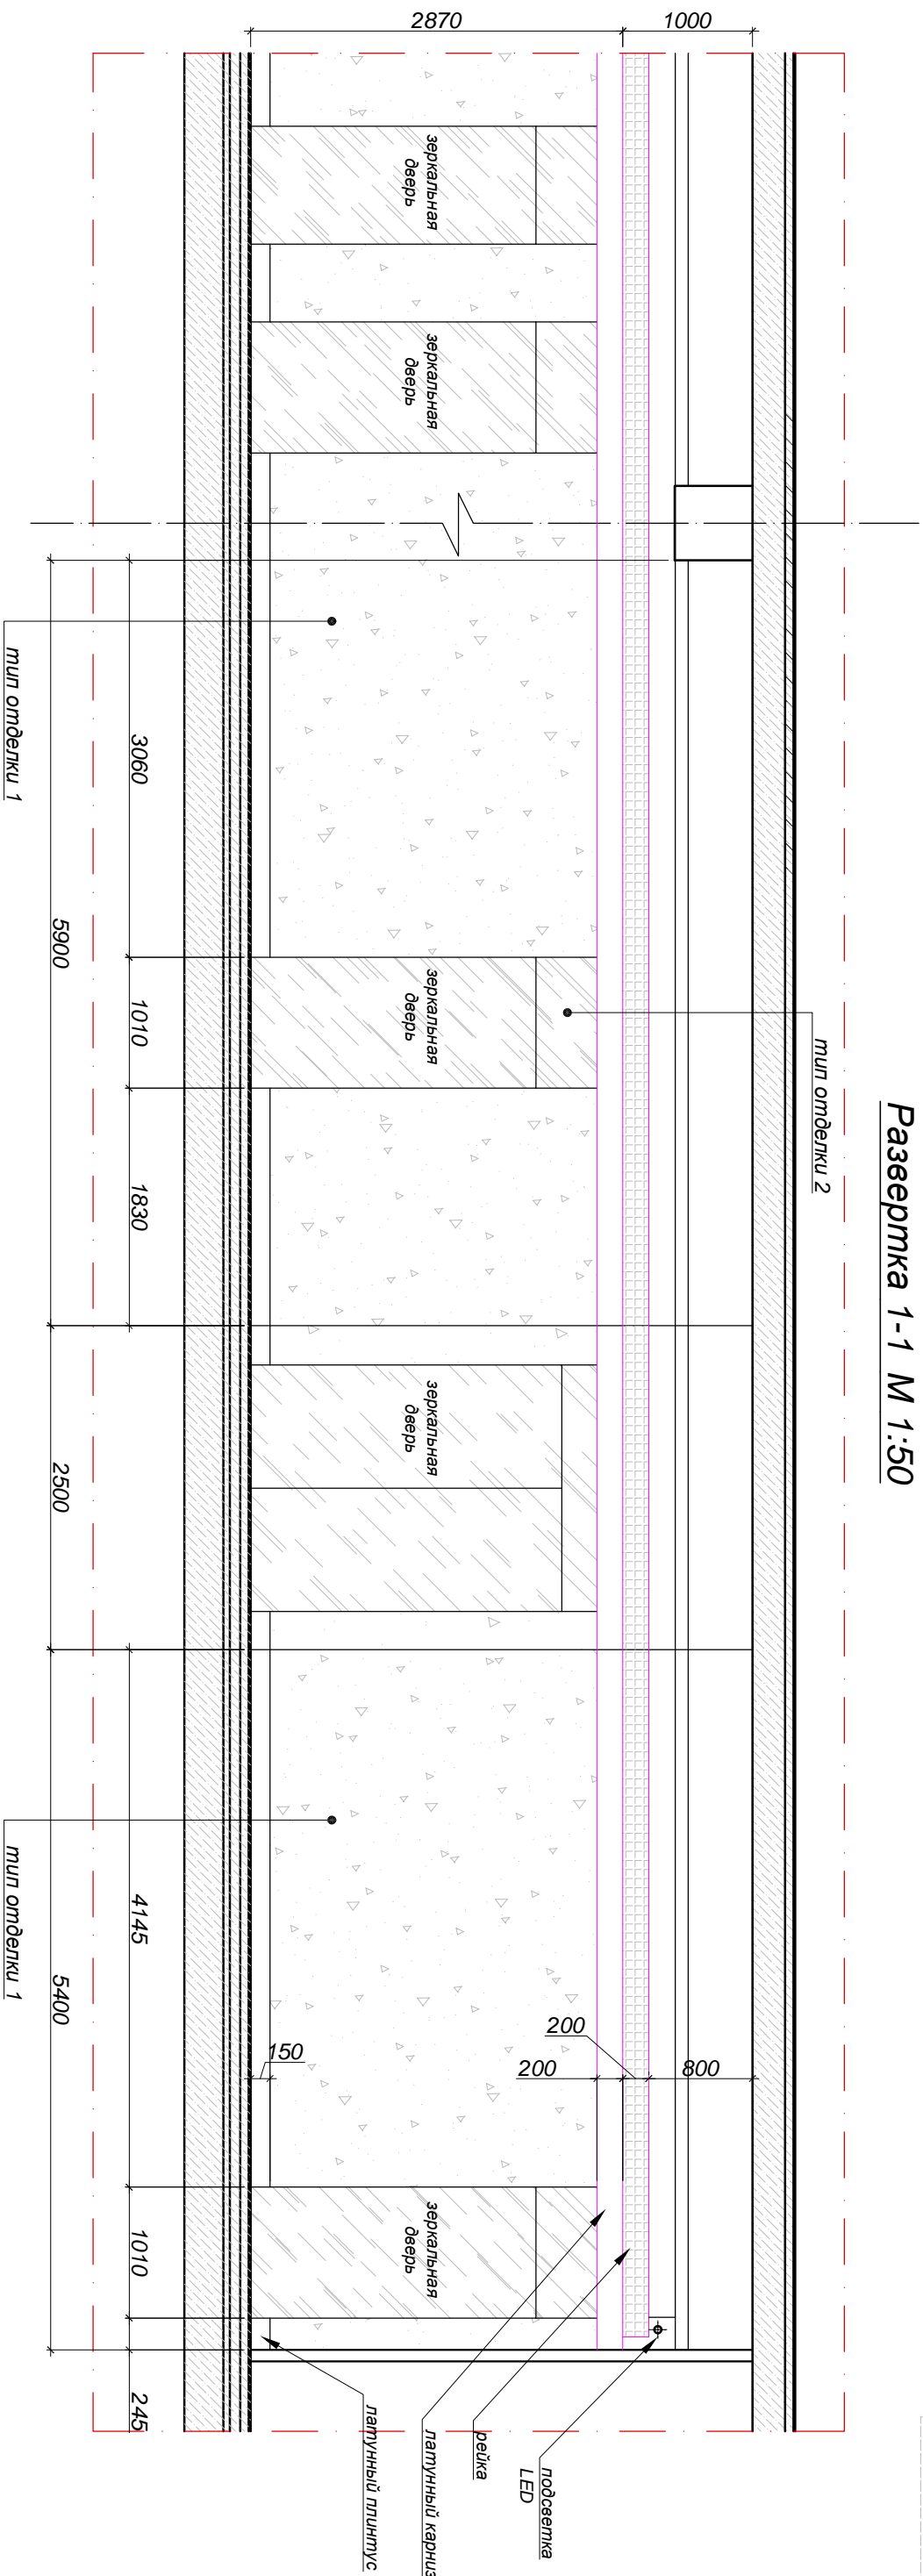 Развертка 1-1 М 1:50
тип отделки 2
1000
2870
зеркальная
дверь
зеркальная
дверь
зеркальная
дверь
зеркальная
дверь
зеркальная
дверь
800
200
200
150
подсветка
LED
рейка
латунный карниз
латунный плинтус
3060
1010
1830
4145
1010
245
5900
2500
5400
тип отделки 1
тип отделки 1